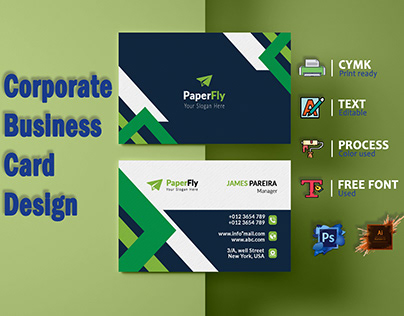 Corporate
Business
Card
Design
PaperFly
Your Slogan Here
PaperFly
Your Slogan Here
JAMES PAREIRA
Manager
+012 3654 789
+012 3654 789
www.info*mail.com
www.abc.com
3/A, well Street
New York, USA
CYMK
Print ready
TEXT
Editable
PROCESS
Color used
FREE FONT
Used
Ps
Ai